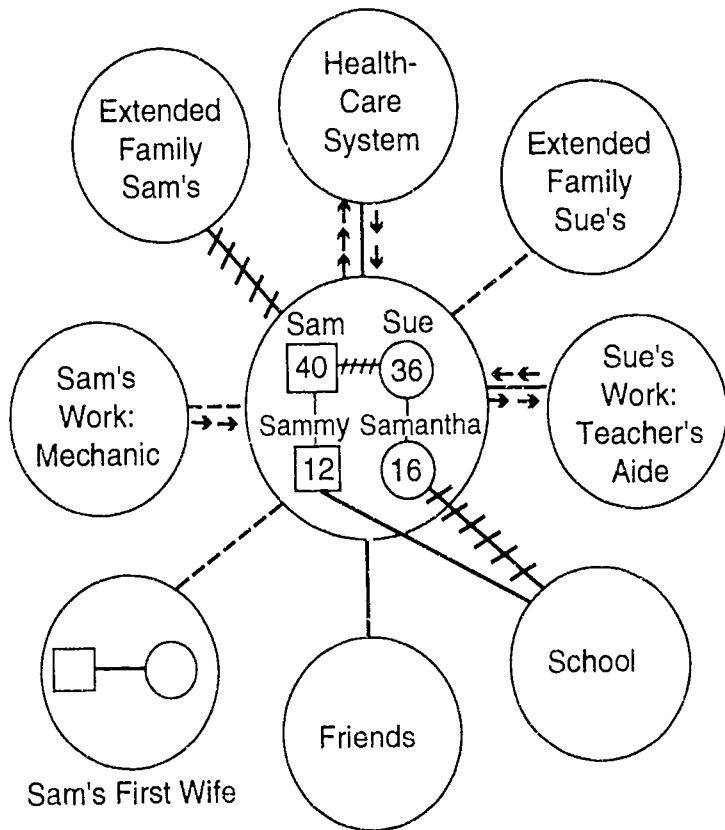 Health-
Care
System
Extended
Family
Sam's
Extended
Family
Sue's
Sam Sue
40 36
Sammy Samantha
12 16
Sam's
Work:
Mechanic
Sue's
Work:
Teacher's
Aide
School
Friends
Sam's First Wife